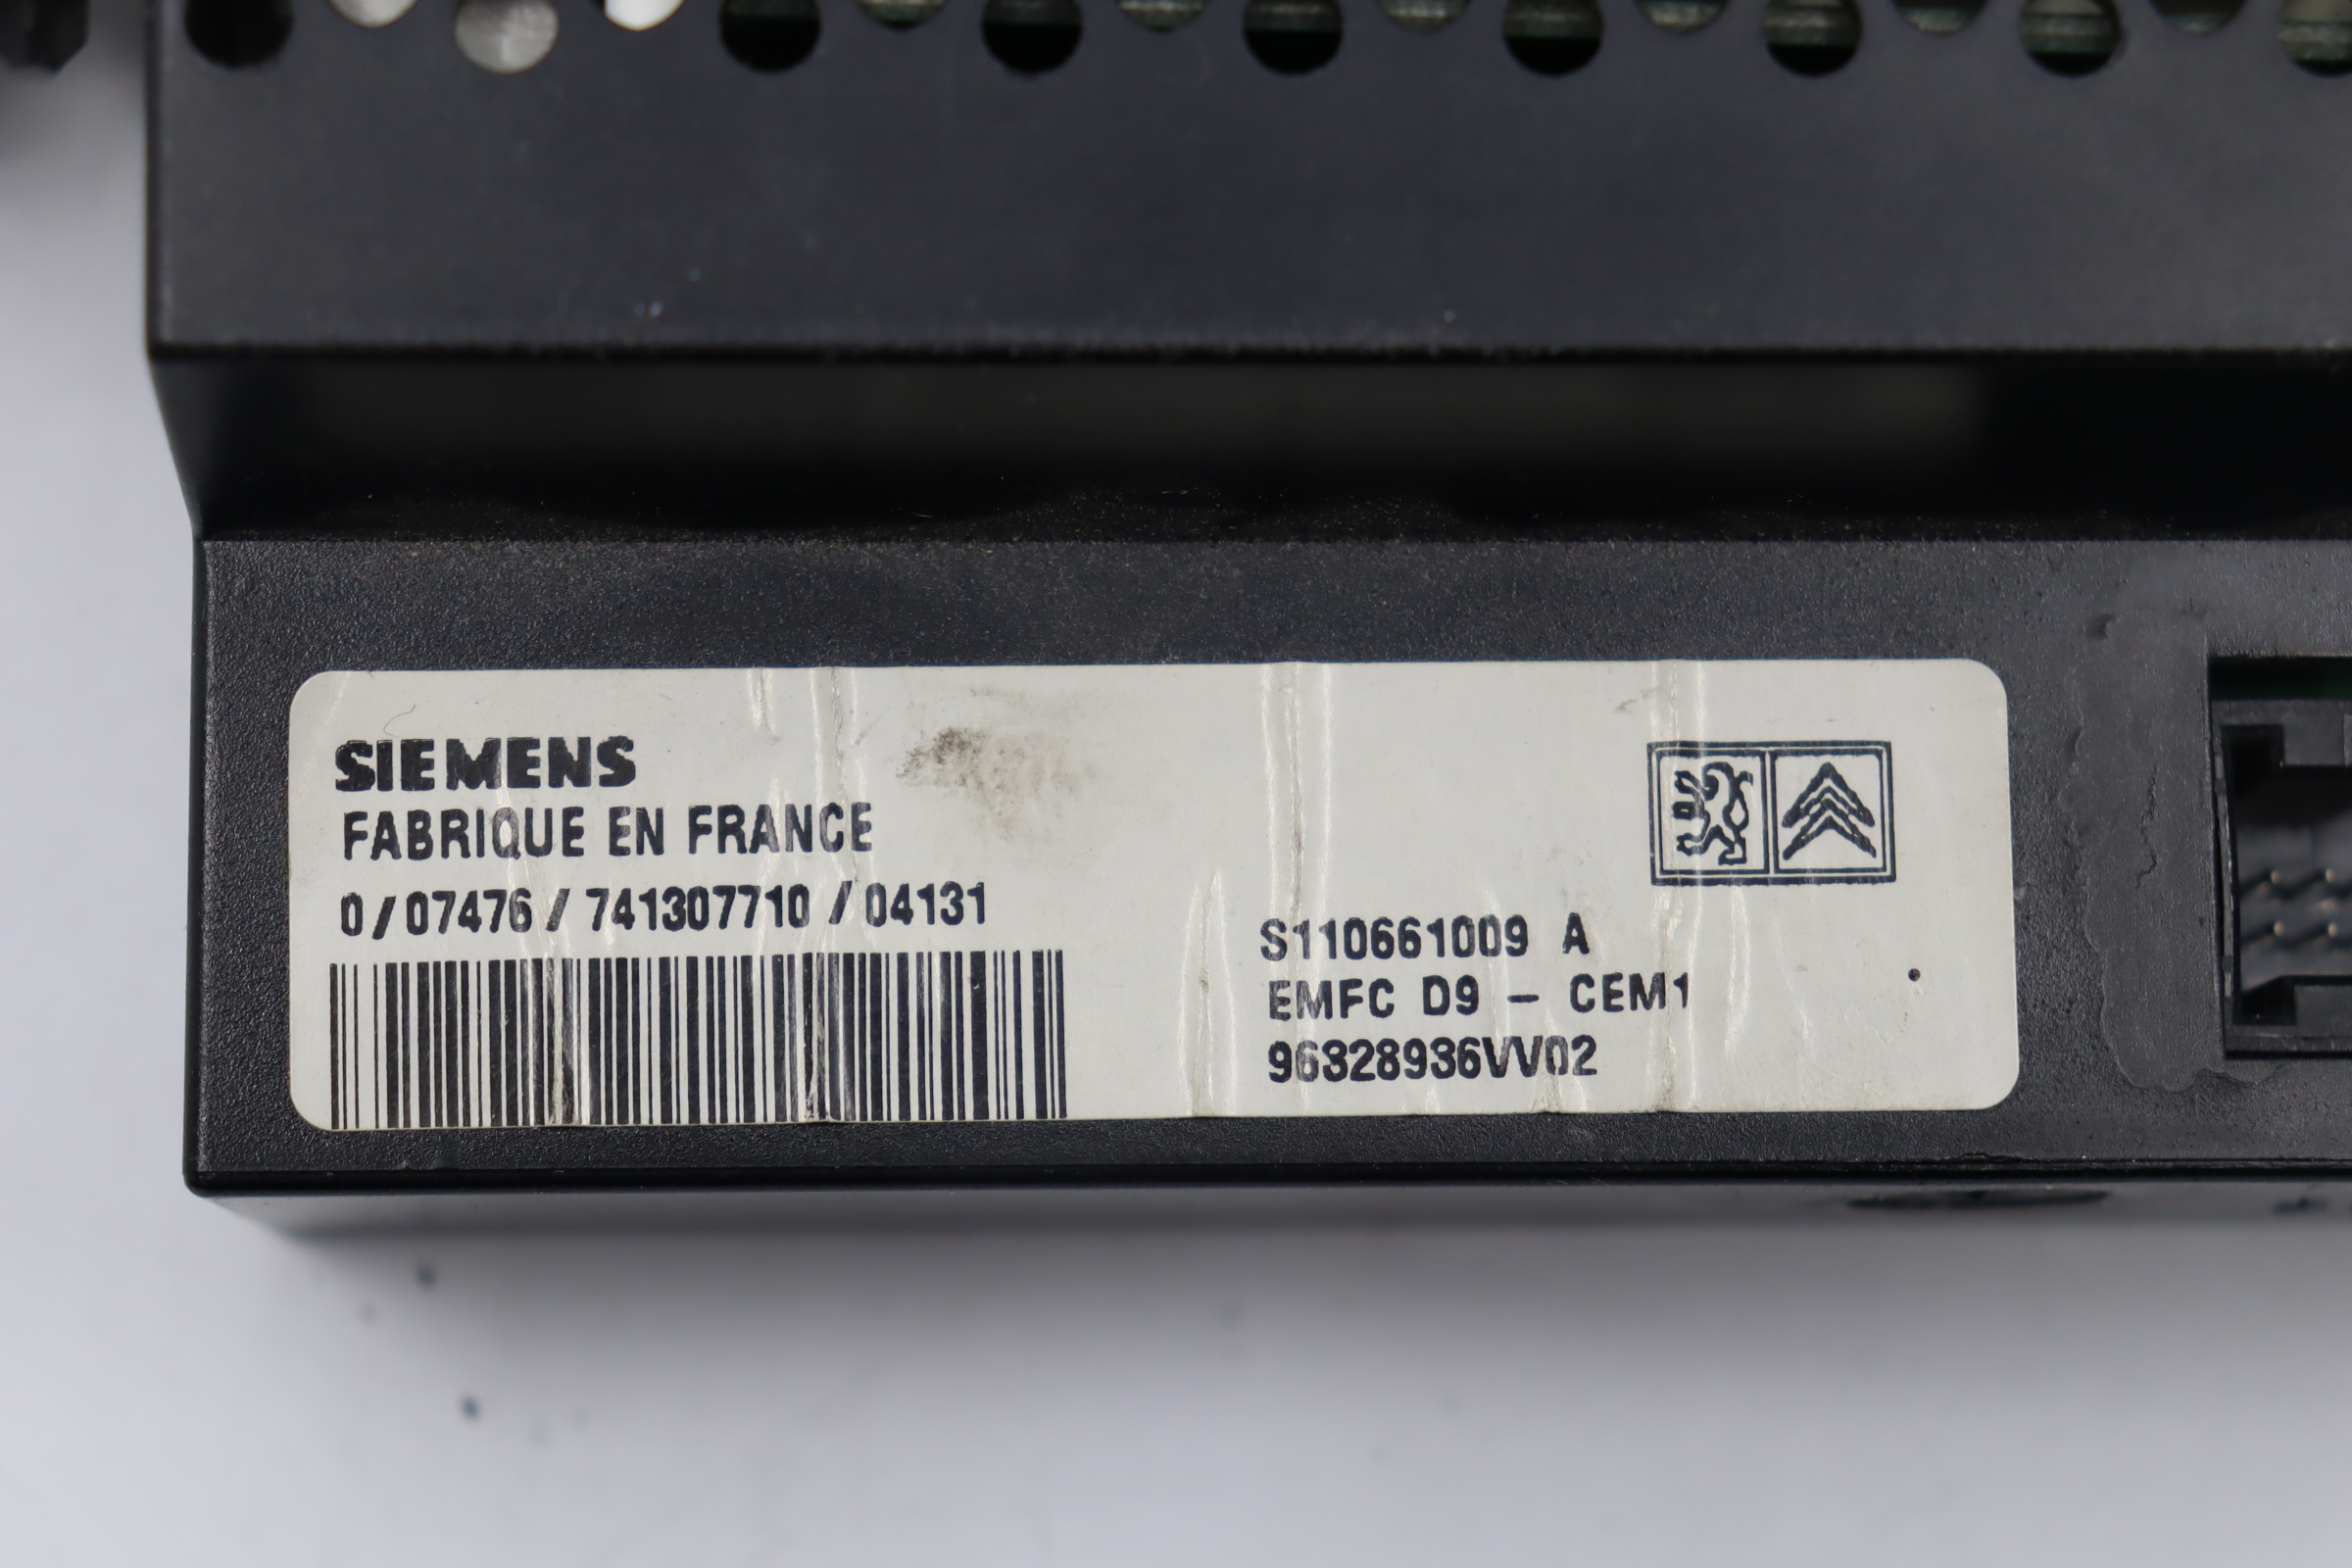 SIEMENS
FABRIQUE EN FRANCE
0/07476/741307710/04131
S110661009 A
EMFC D9 – CEM1
96328936VV02